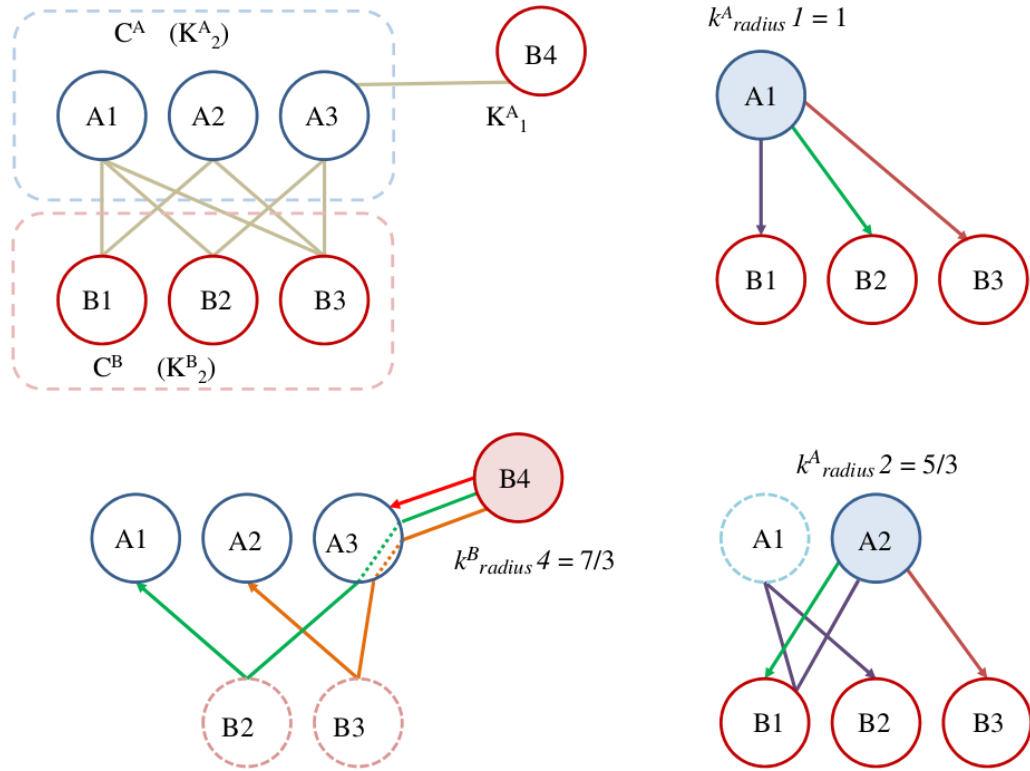 C^A (K^A_2)
A1 A2 A3
B4
K^A_1
B1 B2 B3
C^B (K^B_2)
k^A_radius 1 = 1
A1
B1 B2 B3
B4
A1 A2 A3
k^B_radius 4 = 7/3
B2 B3
k^A_radius 2 = 5/3
A1 A2
B1 B2 B3